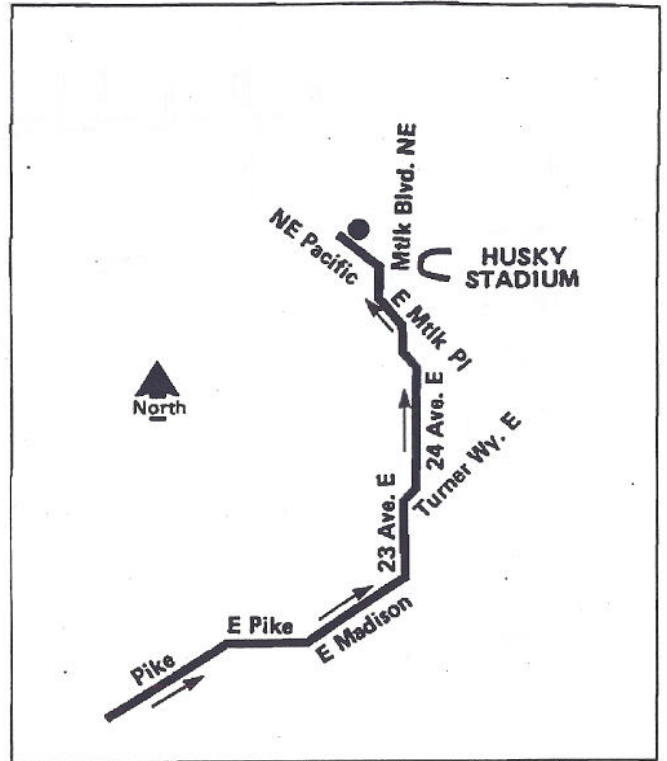 Mtlk Blvd. NE
NE Pacific
HUSKY
STADIUM
E Mtlk Pl
North
24 Ave. E
Turner Wy. E
23 Ave. E
E Pike
E Madison
Pike